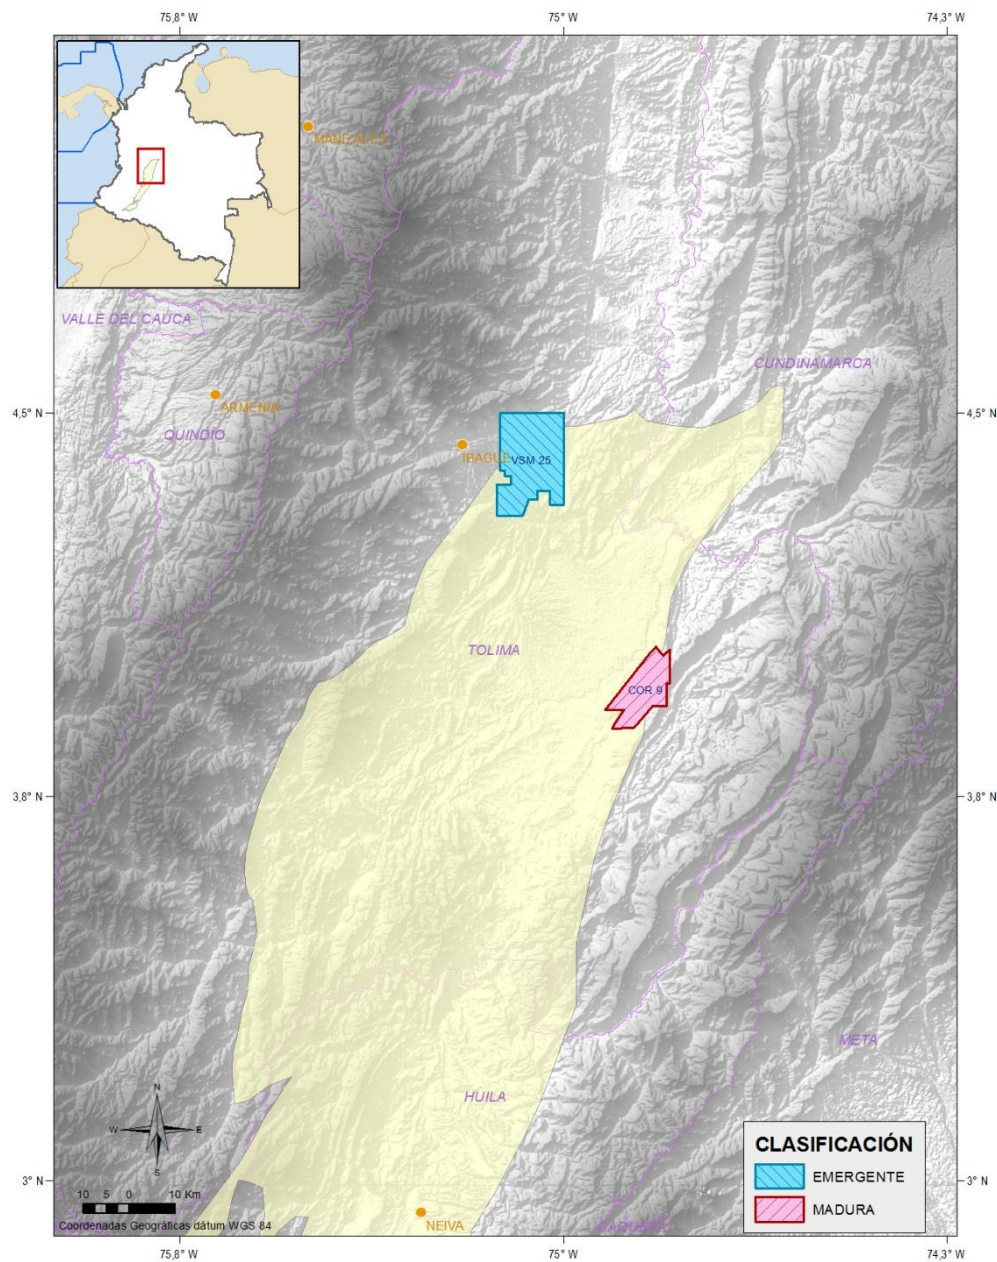 75,8° W
75° W
74,3° W
MANIZALES
VALLE DEL CAUCA
CUNDINAMARCA
4,5° N
4,5° N
ARMENIA
QUINDIO
IBAGUE
VSM 25
TOLIMA
COR 9
3,8° N
3,8° N
META
HUILA
N
W
E
S
CLASIFICACIÓN
EMERGENTE
MADURA
3° N
3° N
10 5 0 10 Km
Coordenadas Geográficas dátum WGS 84
NEIVA
CAQUETA
75,8° W
75° W
74,3° W